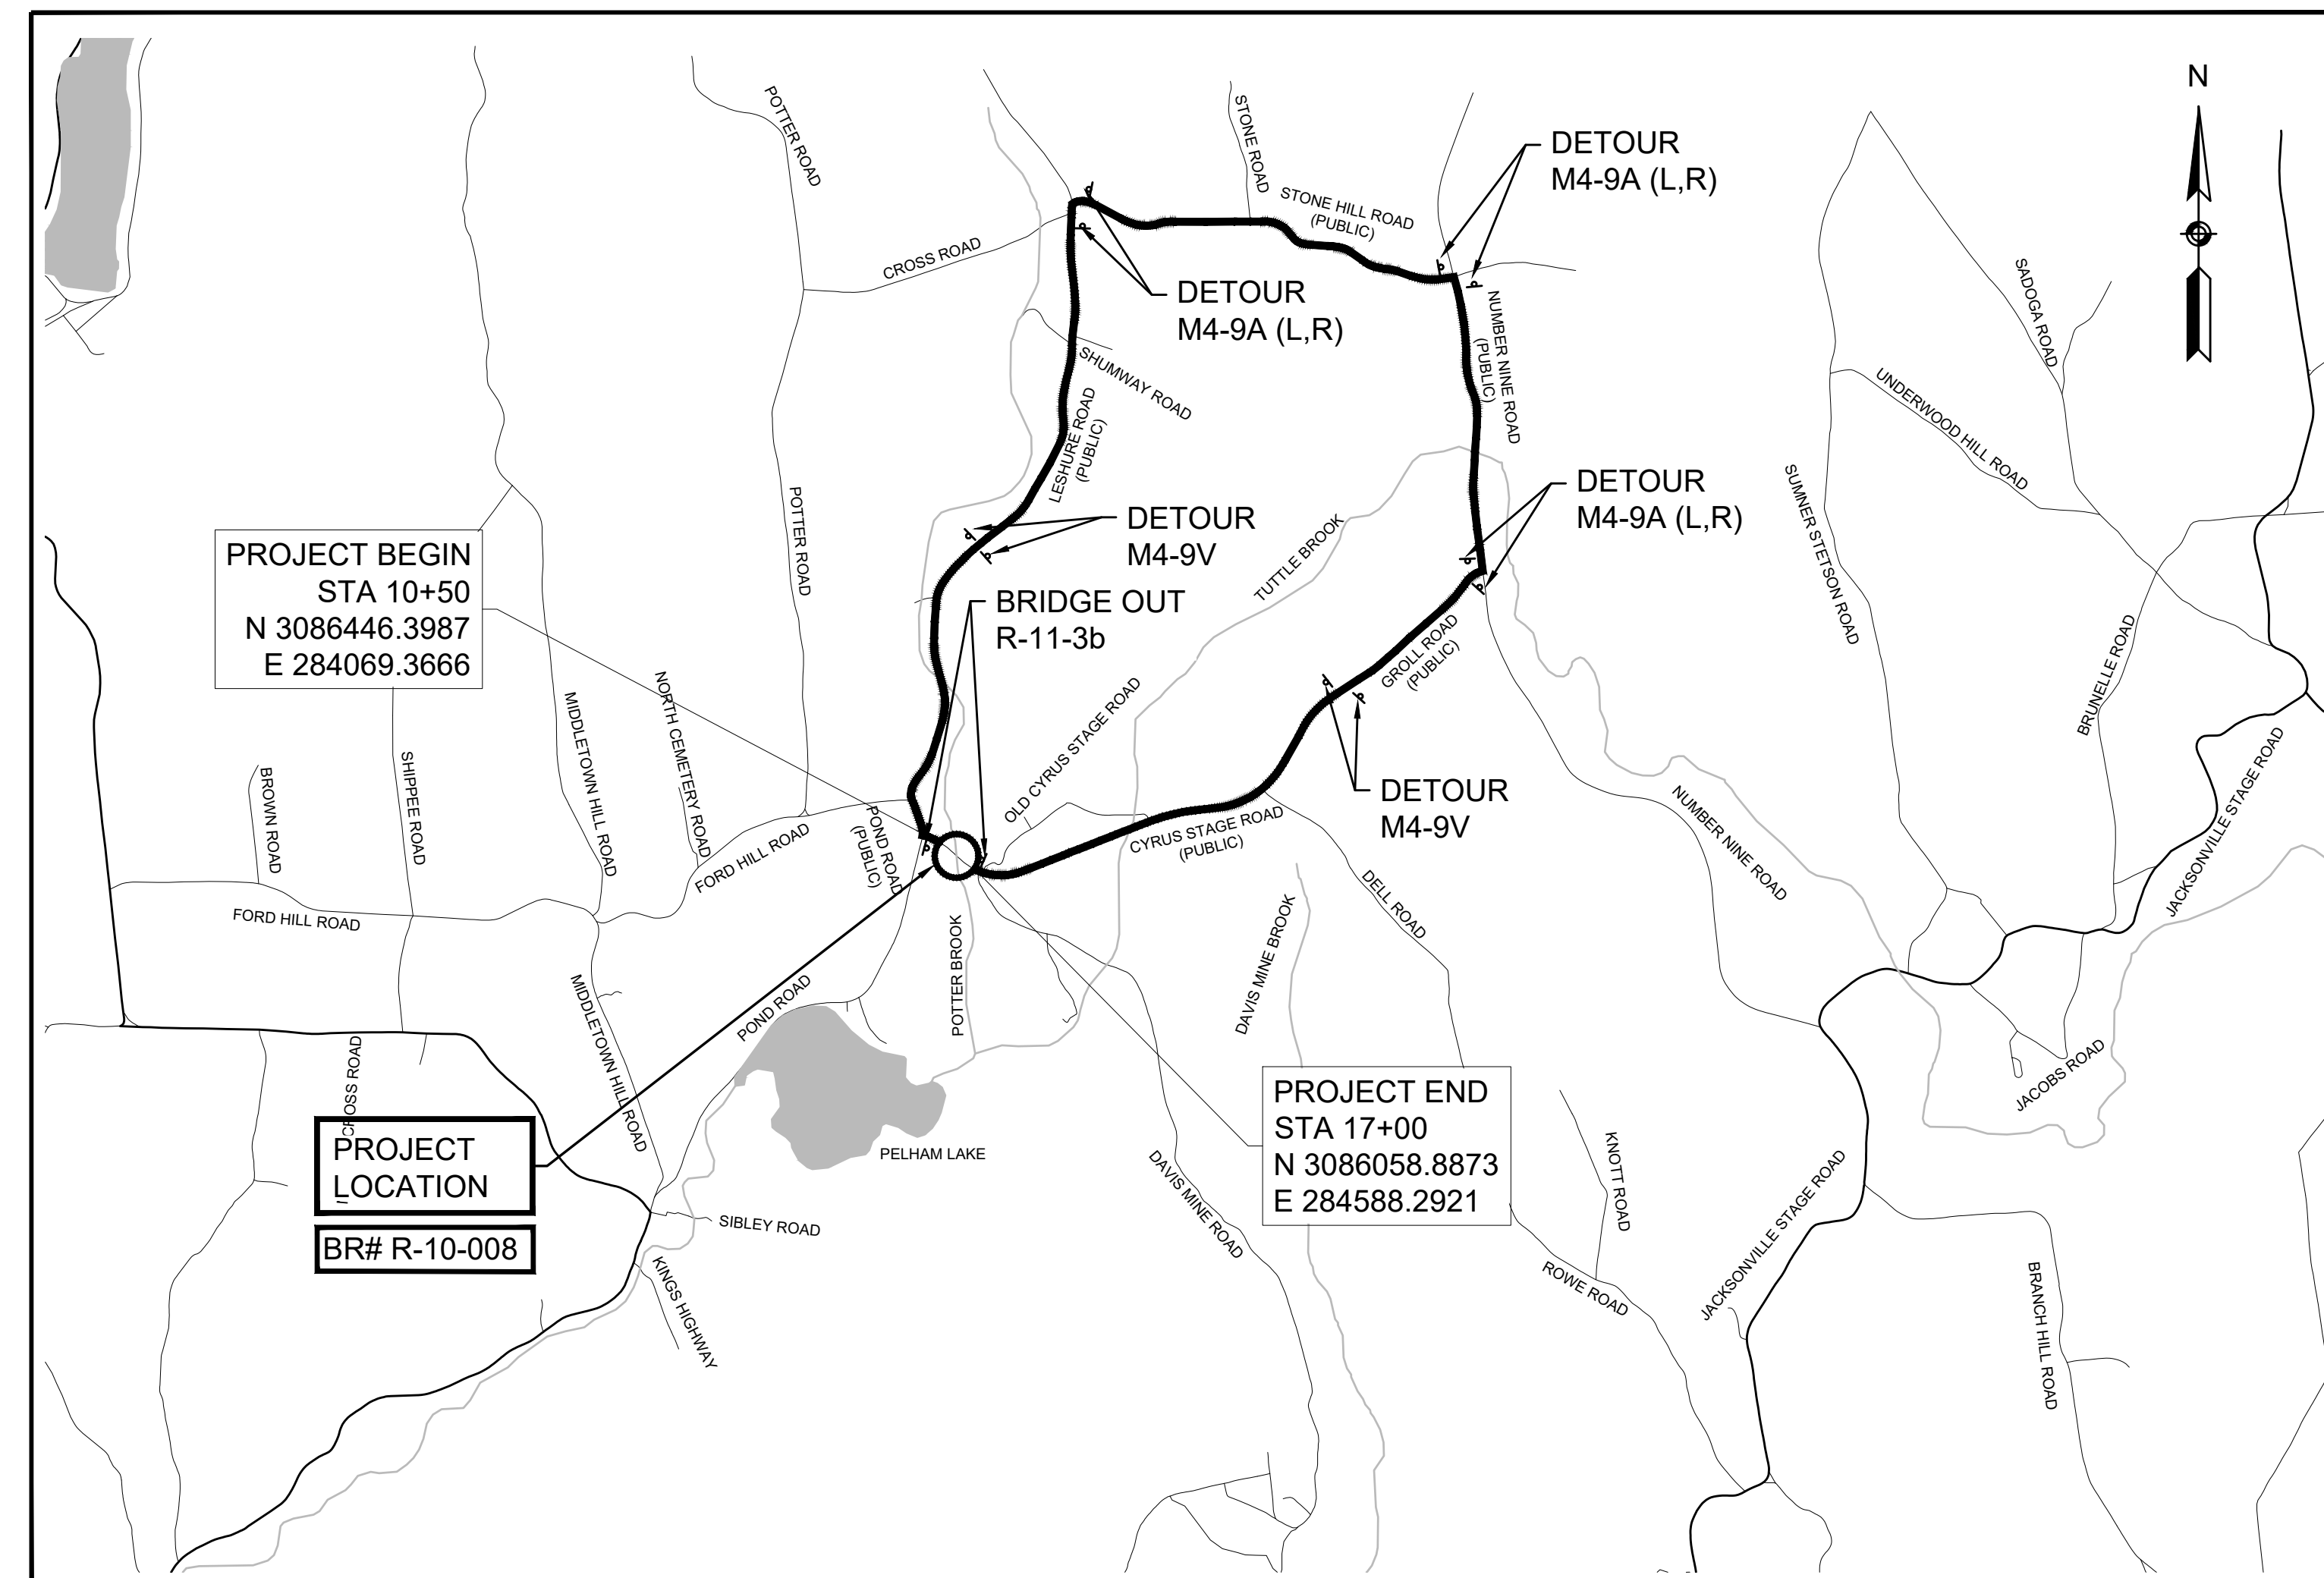 N
POTTER ROAD
STONE ROAD
DETOUR
M4-9A (L,R)
STONE HILL ROAD
(PUBLIC)
CROSS ROAD
DETOUR
M4-9A (L,R)
NUMBER NINE ROAD
(PUBLIC)
SADOGA ROAD
SHUMWAY ROAD
UNDERWOOD HILL ROAD
LESHURE ROAD
(PUBLIC)
DETOUR
M4-9A (L,R)
SUMNER STETSON ROAD
POTTER ROAD
DETOUR
M4-9V
TUTTLE BROOK
PROJECT BEGIN
STA 10+50
N 3086446.3987
E 284069.3666
BRIDGE OUT
R-11-3b
GROLL ROAD
(PUBLIC)
BRUNELLE ROAD
MIDDLETOWN HILL ROAD
NORTH CEMETERY ROAD
OLD CYRUS STAGE ROAD
BROWN ROAD
SHIPPEE ROAD
DETOUR
M4-9V
JACKSONVILLE STAGE ROAD
NUMBER NINE ROAD
POND ROAD
(PUBLIC)
FORD HILL ROAD
CYRUS STAGE ROAD
(PUBLIC)
FORD HILL ROAD
DELL ROAD
DAVIS MINE BROOK
POTTER BROOK
MIDDLETOWN HILL ROAD
POND ROAD
CROSS ROAD
JACOBS ROAD
PROJECT END
STA 17+00
N 3086058.8873
E 284588.2921
PROJECT
LOCATION
PELHAM LAKE
KNOTT ROAD
DAVIS MINE ROAD
BR# R-10-008
SIBLEY ROAD
JACKSONVILLE STAGE ROAD
KINGS HIGHWAY
ROWE ROAD
BRANCH HILL ROAD